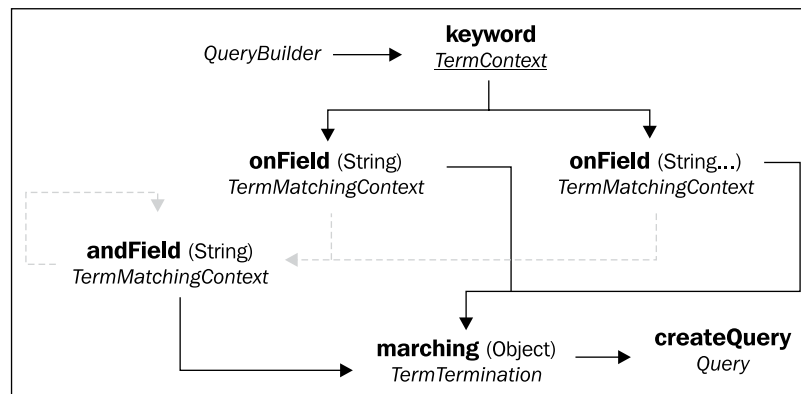 keyword
QueryBuilder
TermContext
onField (String)
TermMatchingContext
onField (String...)
TermMatchingContext
andField (String)
TermMatchingContext
marching (Object)
TermTermination
createQuery
Query